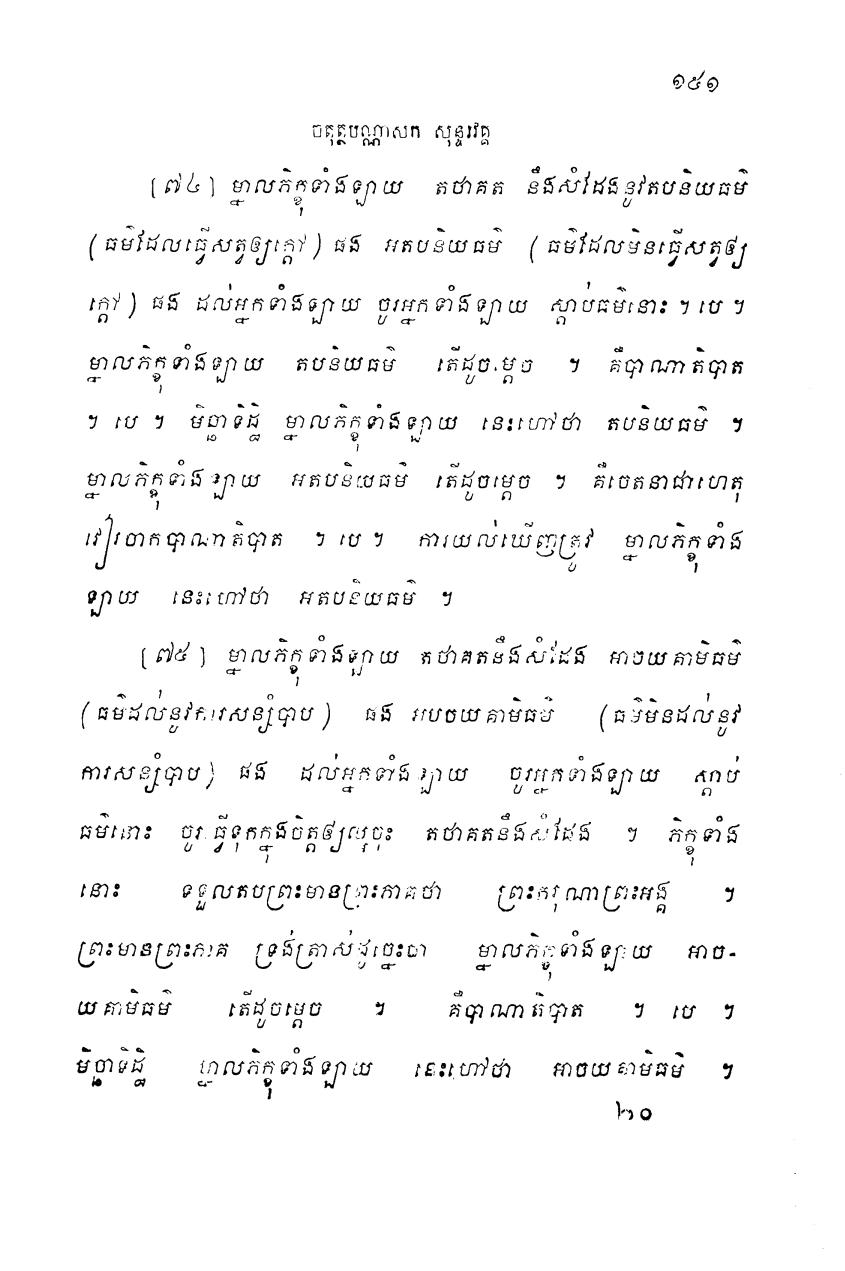 ១៥១
ចតុត្ថបណ្ណាសក សុន្ទរវគ្គ
(៧៤) ម្នាលភិក្ខុទាំងឡាយ តថាគត នឹងសំដែងនូវតបនិយធម៌
(ធម៌ដែលធ្វើសត្វឲ្យក្តៅ) ផង អតបនិយធម៌ (ធម៌ដែលមិនធ្វើសត្វឲ្យ
ក្តៅ) ផង ដល់អ្នកទាំងឡាយ ចូរអ្នកទាំងឡាយ ស្តាប់ធម៌នោះ ។ បេ ។
ម្នាលភិក្ខុទាំងឡាយ តបនិយធម៌ តើដូចម្តេច ។ គឺបាណាតិបាត
។ បេ ។ មិច្ឆាទិដ្ឋិ ម្នាលភិក្ខុទាំងឡាយ នេះហៅថា តបនិយធម៌ ។
ម្នាលភិក្ខុទាំងឡាយ អតបនិយធម៌ តើដូចម្តេច ។ គឺចេតនាជាហេតុ
វៀរចាកបាណាតិបាត ។ បេ ។ ការយល់ឃើញត្រូវ ម្នាលភិក្ខុទាំង
ឡាយ នេះហៅថា អតបនិយធម៌ ។
(៧៥) ម្នាលភិក្ខុទាំងឡាយ តថាគតនឹងសំដែង អាចយគាមិធម៌
(ធម៌ដល់នូវការសន្សំបាប) ផង អបចយគាមិធម៌ (ធម៌មិនដល់នូវ
ការសន្សំបាប) ផង ដល់អ្នកទាំងឡាយ ចូរអ្នកទាំងឡាយ ស្តាប់
ធម៌នោះ ចូរធ្វើទុកក្នុងចិត្តឲ្យល្អចុះ តថាគតនឹងសំដែង ។ ភិក្ខុទាំង
នោះ ទទួលតបព្រះមានព្រះភាគថា ព្រះករុណាព្រះអង្គ ។
ព្រះមានព្រះភាគ ទ្រង់ត្រាស់ដូច្នេះថា ម្នាលភិក្ខុទាំងឡាយ អាច-
យគាមិធម៌ តើដូចម្តេច ។ គឺបាណាតិបាត ។ បេ ។
មិច្ឆាទិដ្ឋិ ម្នាលភិក្ខុទាំងឡាយ នេះហៅថា អាចយគាមិធម៌ ។
២០